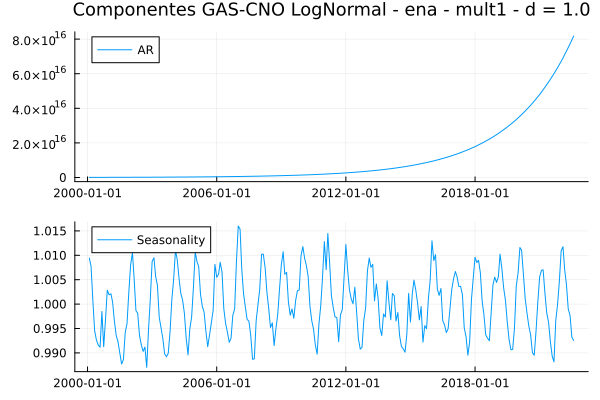 Componentes GAS-CNO LogNormal - ena - mult1 - d = 1.0
8.0×10¹⁶
AR
6.0×10¹⁶
4.0×10¹⁶
2.0×10¹⁶
0
2000-01-01 2006-01-01 2012-01-01 2018-01-01
1.015
Seasonality
1.010
1.005
1.000
0.995
0.990
2000-01-01 2006-01-01 2012-01-01 2018-01-01